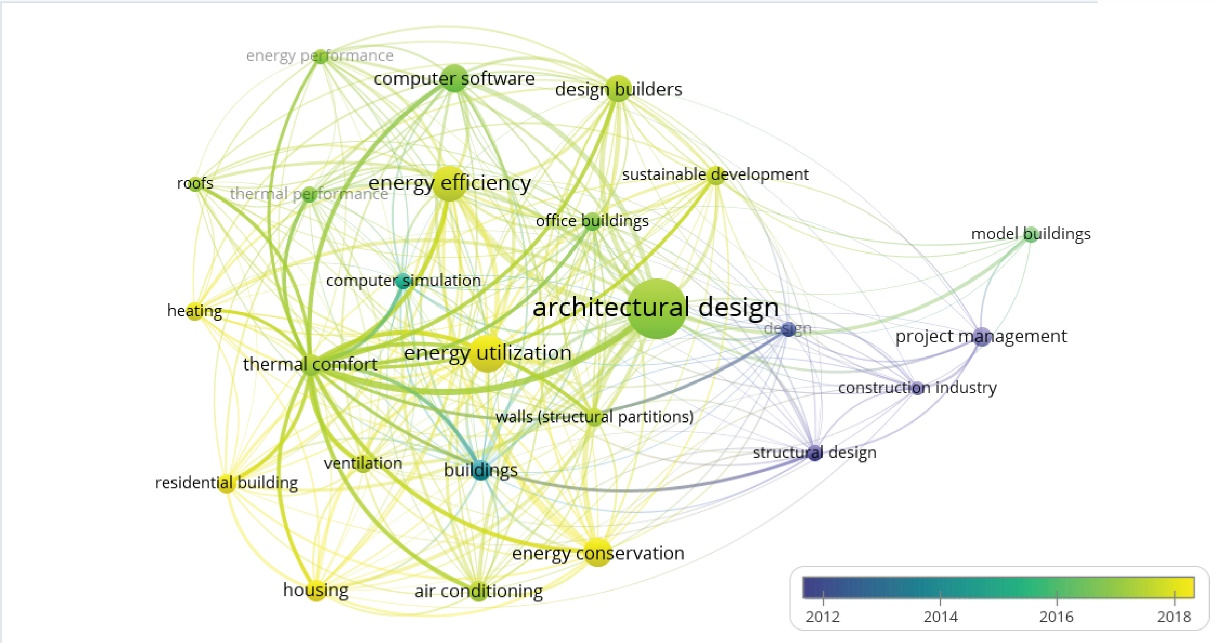 energy performance
computer software
design builders
sustainable development
roofs
thermal performance
energy efficiency
office buildings
model buildings
computer simulation
architectural design
heating
design
project management
energy utilization
thermal comfort
construction industry
walls (structural partitions)
structural design
ventilation
buildings
residential building
energy conservation
housing
air conditioning
2012 2014 2016 2018